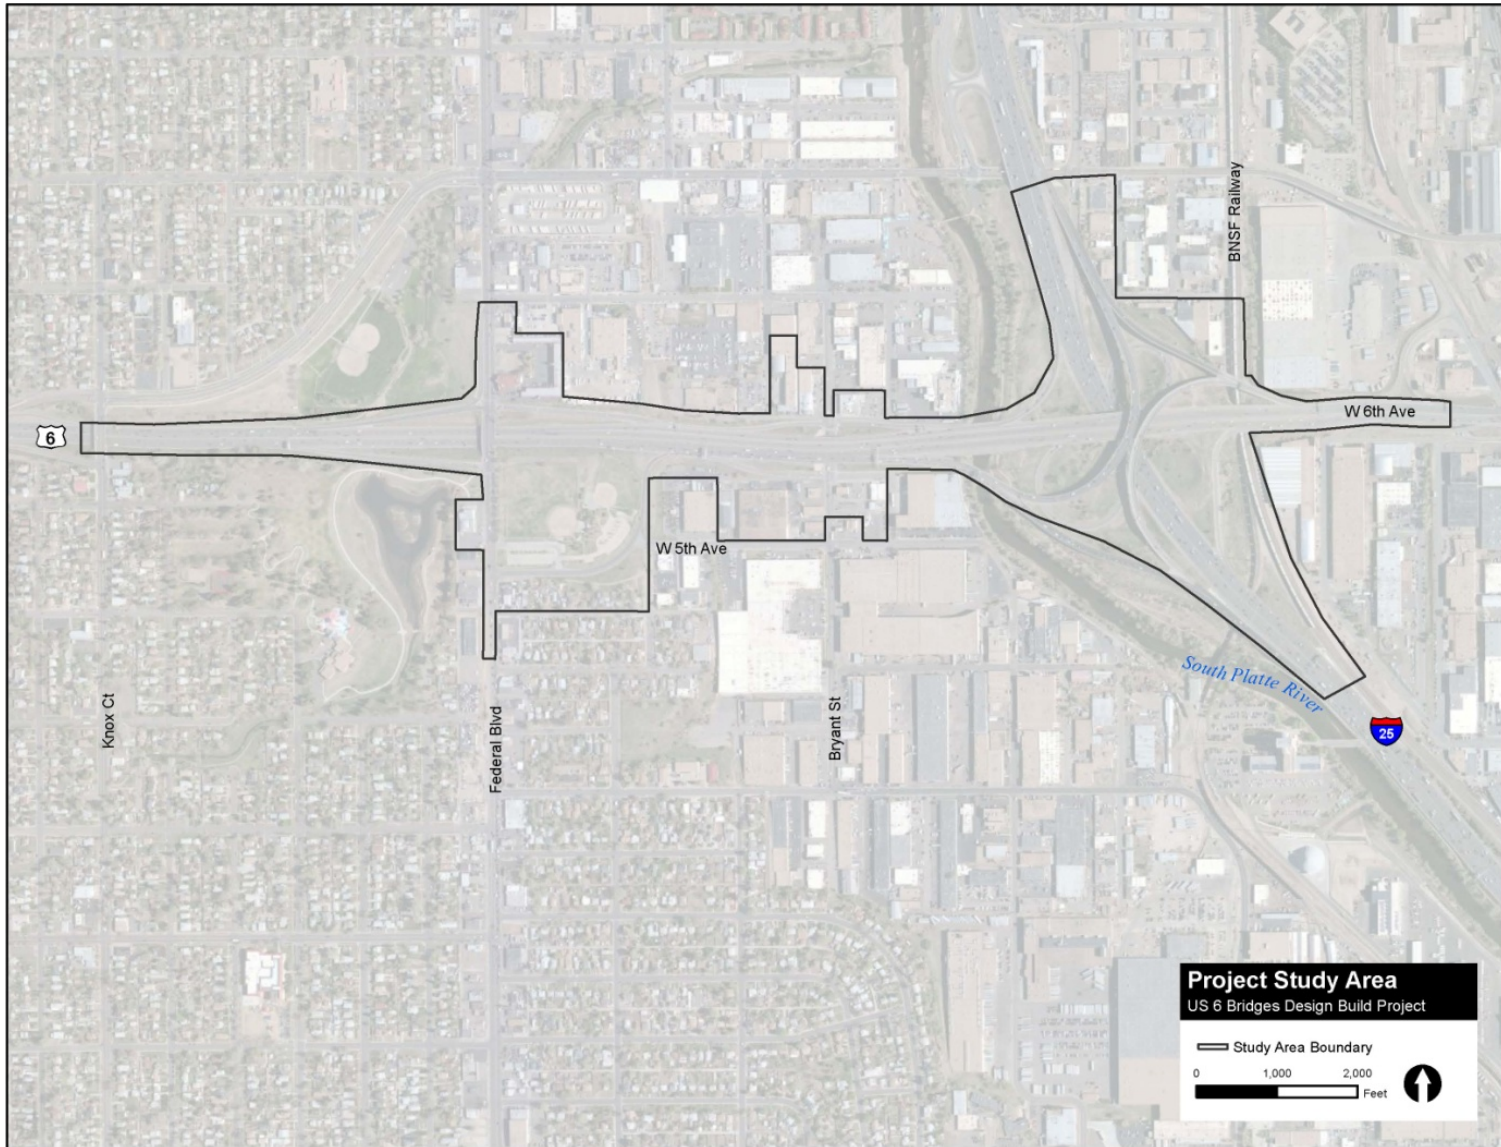 BNSF Railway
W 6th Ave
6
W 5th Ave
South Platte River
Knox Ct
Federal Blvd
Bryant St
25
Project Study Area
US 6 Bridges Design Build Project
Study Area Boundary
0 1,000 2,000
Feet